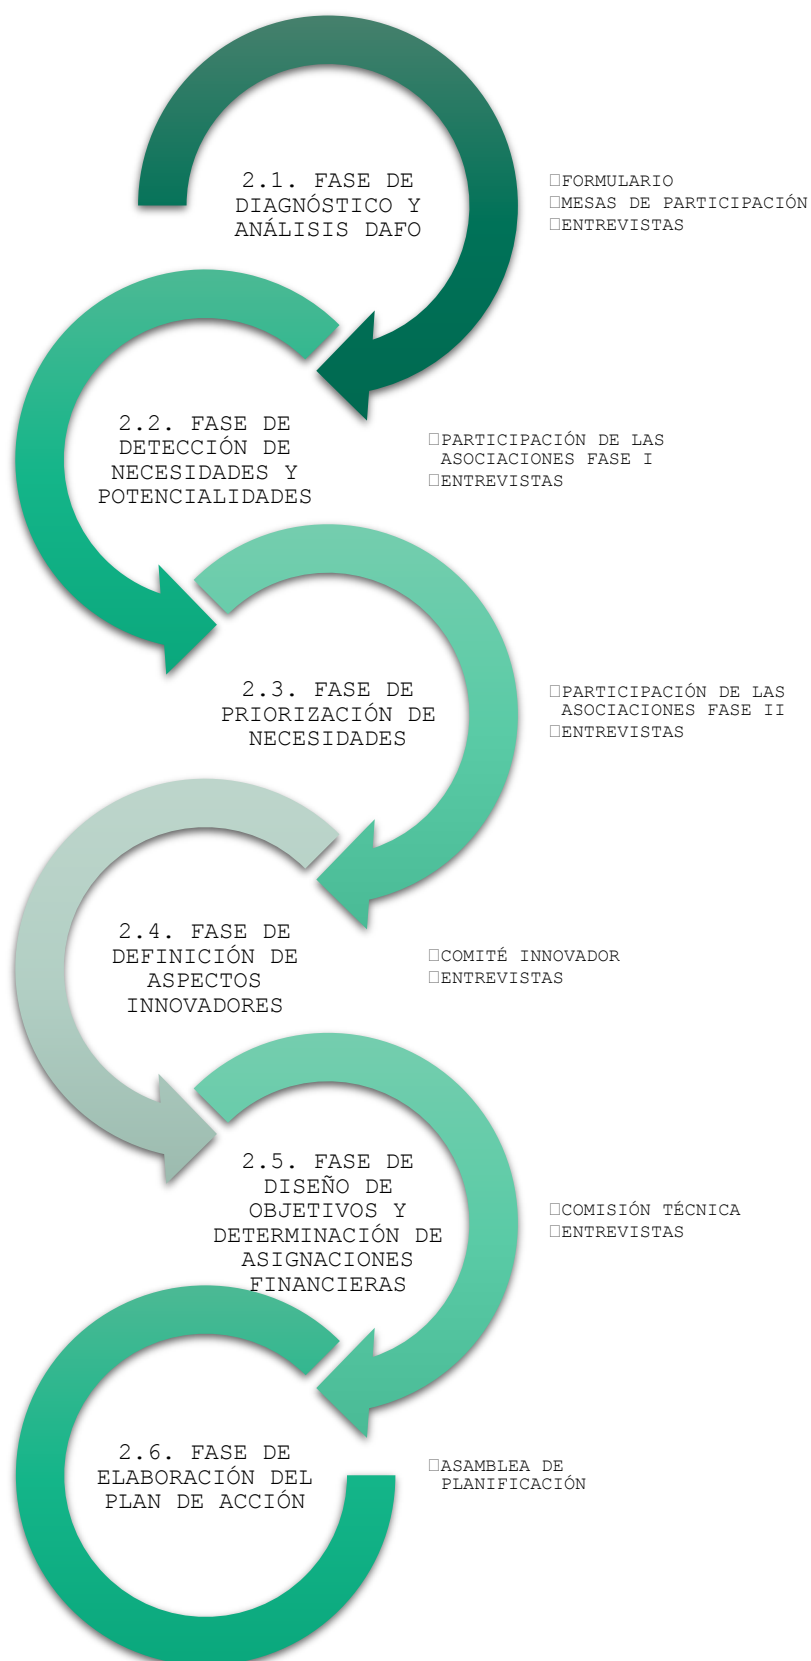 2.1. FASE DE
DIAGNÓSTICO Y
ANÁLISIS DAFO
□FORMULARIO
□MESAS DE PARTICIPACIÓN
□ENTREVISTAS
2.2. FASE DE
DETECCIÓN DE
NECESIDADES Y
POTENCIALIDADES
□PARTICIPACIÓN DE LAS
ASOCIACIONES FASE I
□ENTREVISTAS
2.3. FASE DE
PRIORIZACIÓN DE
NECESIDADES
□PARTICIPACIÓN DE LAS
ASOCIACIONES FASE II
□ENTREVISTAS
2.4. FASE DE
DEFINICIÓN DE
ASPECTOS
INNOVADORES
□COMITÉ INNOVADOR
□ENTREVISTAS
2.5. FASE DE
DISEÑO DE
OBJETIVOS Y
DETERMINACIÓN DE
ASIGNACIONES
FINANCIERAS
□COMISIÓN TÉCNICA
□ENTREVISTAS
2.6. FASE DE
ELABORACIÓN DEL
PLAN DE ACCIÓN
□ASAMBLEA DE
PLANIFICACIÓN